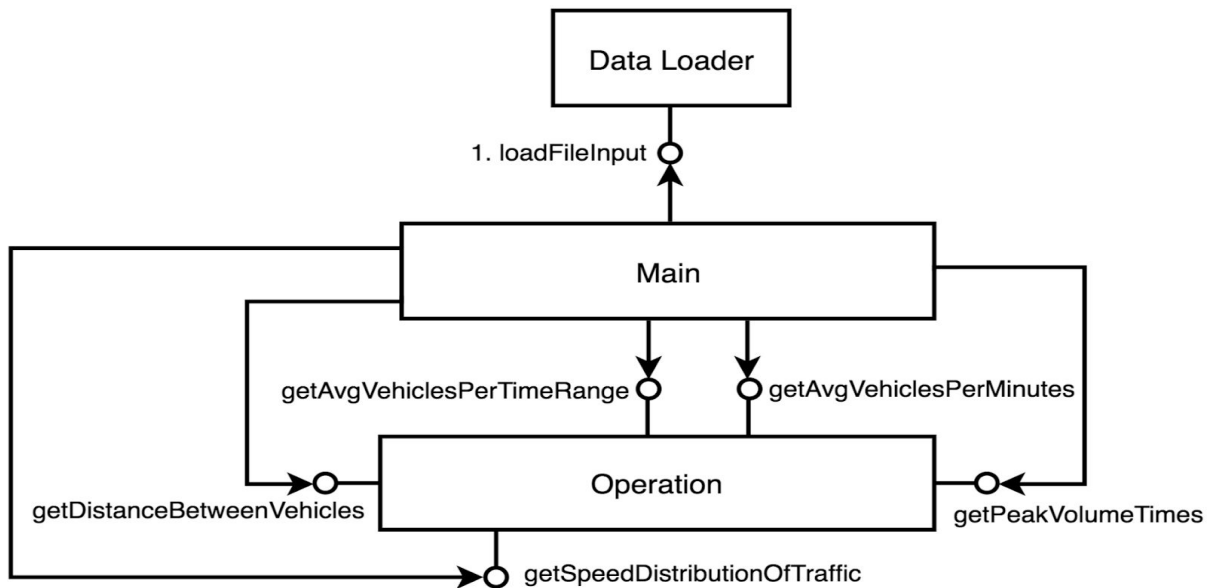 Data Loader
1. loadFileInput
Main
getAvgVehiclesPerTimeRange
getAvgVehiclesPerMinutes
Operation
getDistanceBetweenVehicles
getPeakVolumeTimes
getSpeedDistributionOfTraffic